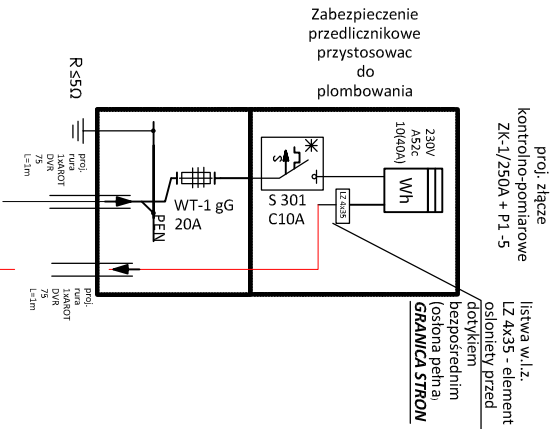 Zabezpieczenie
przedlicznikowe
przystosowac
do
plombowania
R≤5Ω
proj.
rura
1xAROT
DVR
75
L=1m
PEN
WT-1 gG
20A
S
S 301
C10A
230V
A52c
10(40A)
Wh
LZ 4x35
proj. złącze
kontrolno-pomiarowe
ZK-1/250A + P1 -5
proj.
rura
1xAROT
DVR
75
L=1m
listwa w.l.z.
LZ 4x35 - element
osloniety przed
dotykiem
bezpośrednim
(osłona pełna)
GRANICA STRON